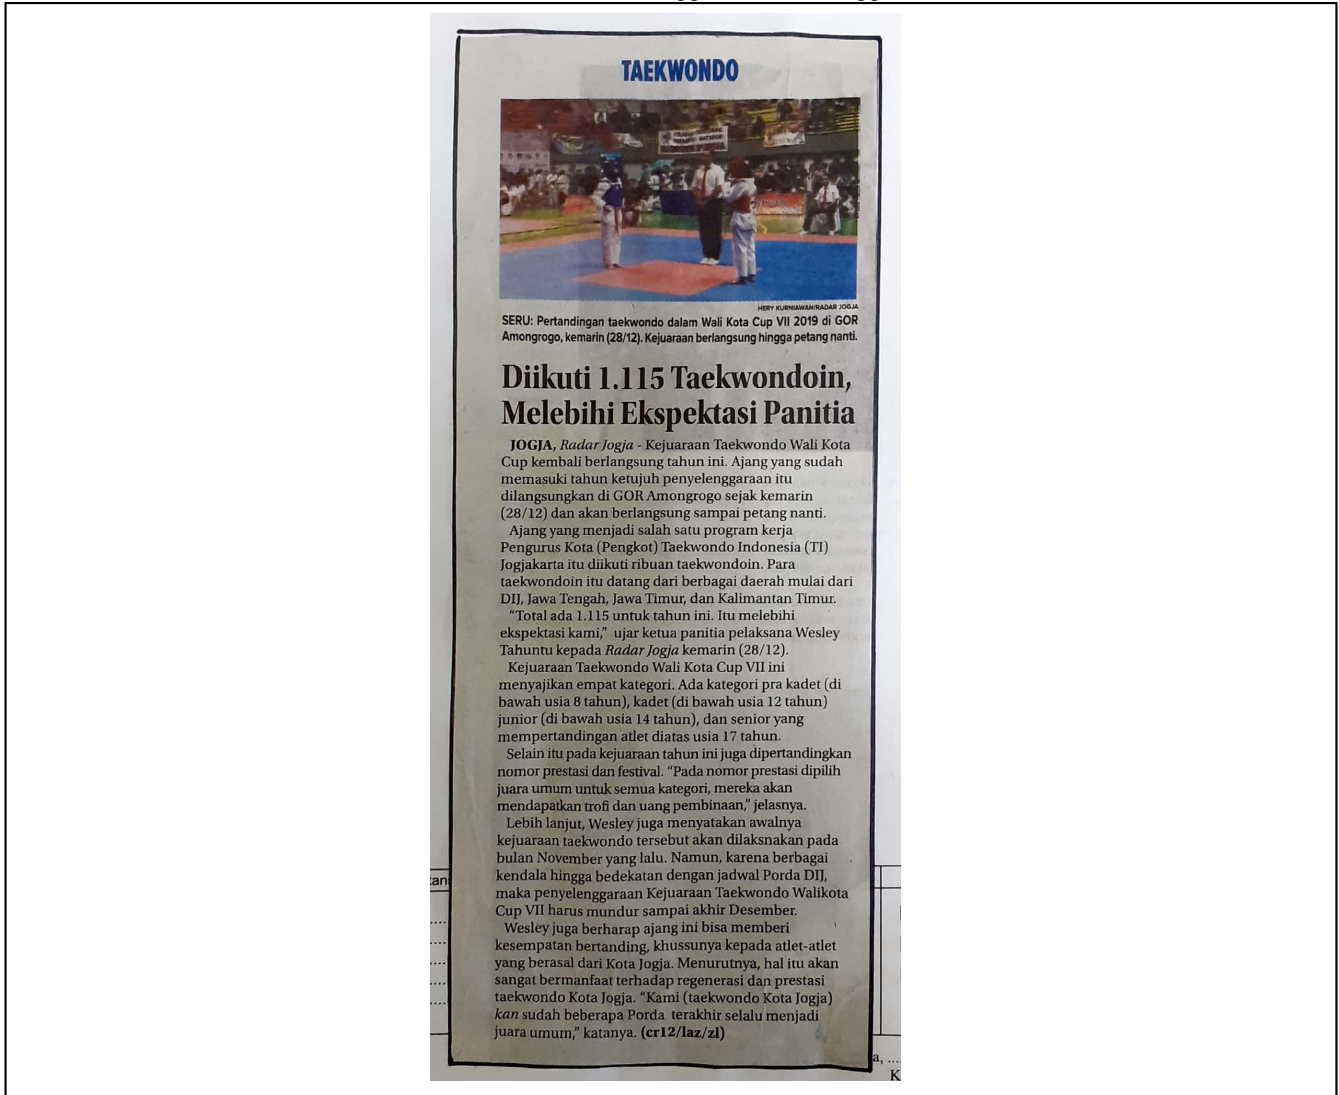 TAEKWONDO
HERY KURNIAWAN/RADAR JOGJA
SERU: Pertandingan taekwondo dalam Wali Kota Cup VII 2019 di GOR
Amongrogo, kemarin (28/12). Kejuaraan berlangsung hingga petang nanti.
Diikuti 1.115 Taekwondoin,
Melebihi Ekspektasi Panitia
JOGJA, Radar Jogja - Kejuaraan Taekwondo Wali Kota
Cup kembali berlangsung tahun ini. Ajang yang sudah
memasuki tahun ketujuh penyelenggaraan itu
dilangsungkan di GOR Amongrogo sejak kemarin
(28/12) dan akan berlangsung sampai petang nanti.
Ajang yang menjadi salah satu program kerja
Pengurus Kota (Pengkot) Taekwondo Indonesia (TI)
Jogjakarta itu diikuti ribuan taekwondoin. Para
taekwondoin itu datang dari berbagai daerah mulai dari
DIJ, Jawa Tengah, Jawa Timur, dan Kalimantan Timur.
“Total ada 1.115 untuk tahun ini. Itu melebihi
ekspektasi kami,” ujar ketua panitia pelaksana Wesley
Tahuntu kepada Radar Jogja kemarin (28/12).
Kejuaraan Taekwondo Wali Kota Cup VII ini
menyajikan empat kategori. Ada kategori pra kadet (di
bawah usia 8 tahun), kadet (di bawah usia 12 tahun)
junior (di bawah usia 14 tahun), dan senior yang
mempertandingan atlet diatas usia 17 tahun.
Selain itu pada kejuaraan tahun ini juga dipertandingkan
nomor prestasi dan festival. “Pada nomor prestasi dipilih
juara umum untuk semua kategori, mereka akan
mendapatkan trofi dan uang pembinaan,” jelasnya.
Lebih lanjut, Wesley juga menyatakan awalnya
kejuaraan taekwondo tersebut akan dilaksnakan pada
bulan November yang lalu. Namun, karena berbagai
kendala hingga bedekatan dengan jadwal Porda DIJ,
maka penyelenggaraan Kejuaraan Taekwondo Walikota
Cup VII harus mundur sampai akhir Desember.
Wesley juga berharap ajang ini bisa memberi
kesempatan bertanding, khussunya kepada atlet-atlet
yang berasal dari Kota Jogja. Menurutnya, hal itu akan
sangat bermanfaat terhadap regenerasi dan prestasi
taekwondo Kota Jogja. “Kami (taekwondo Kota Jogja)
kan sudah beberapa Porda terakhir selalu menjadi
juara umum,” katanya. (cr12/laz/zl)